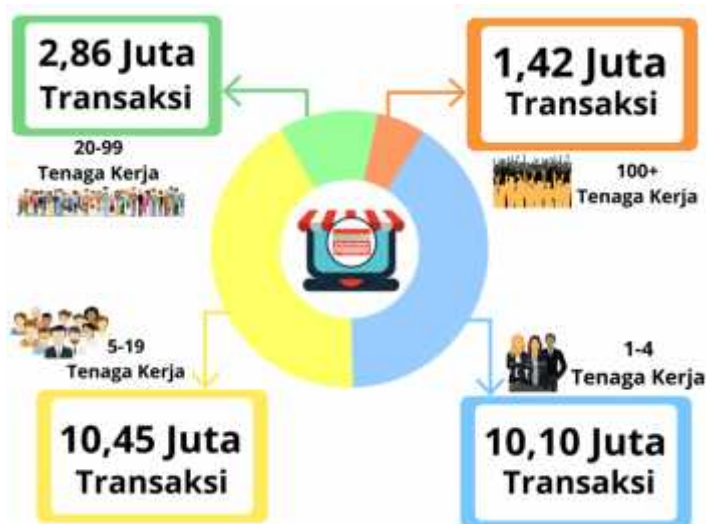 2,86 Juta
Transaksi
20-99
Tenaga Kerja
1,42 Juta
Transaksi
100+
Tenaga Kerja
5-19
Tenaga Kerja
10,45 Juta
Transaksi
1-4
Tenaga Kerja
10,10 Juta
Transaksi